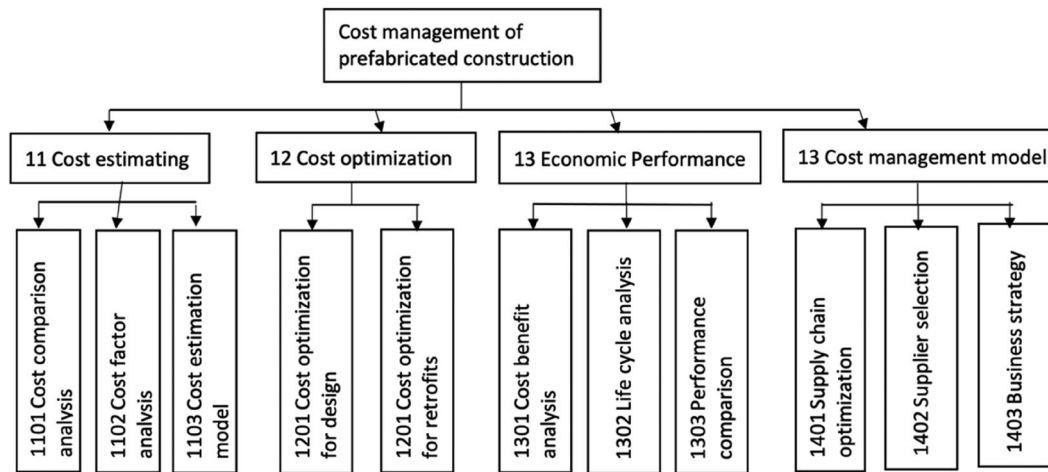 Cost management of
prefabricated construction
11 Cost estimating
12 Cost optimization
13 Economic Performance
13 Cost management model
1101 Cost comparison
analysis
1102 Cost factor
analysis
1103 Cost estimation
model
1201 Cost optimization
for design
1201 Cost optimization
for retrofits
1301 Cost benefit
analysis
1302 Life cycle analysis
1303 Performance
comparison
1401 Supply chain
optimization
1402 Supplier selection
1403 Business strategy